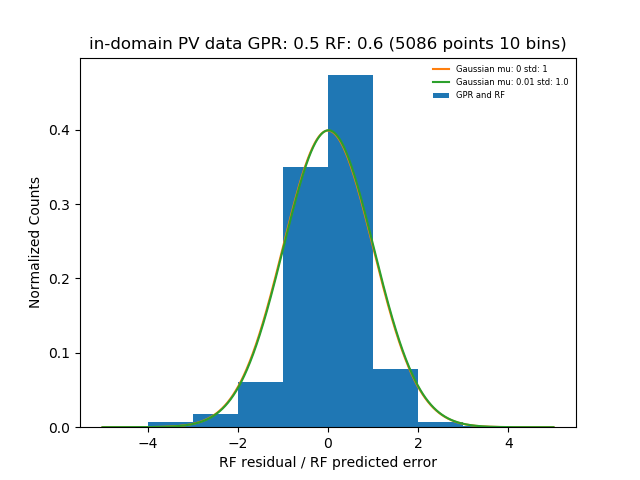 in-domain PV data GPR: 0.5 RF: 0.6 (5086 points 10 bins)
Gaussian mu: 0 std: 1
Gaussian mu: 0.01 std: 1.0
GPR and RF
Normalized Counts
0.4
0.3
0.2
0.1
0.0
−4 −2 0 2 4
RF residual / RF predicted error